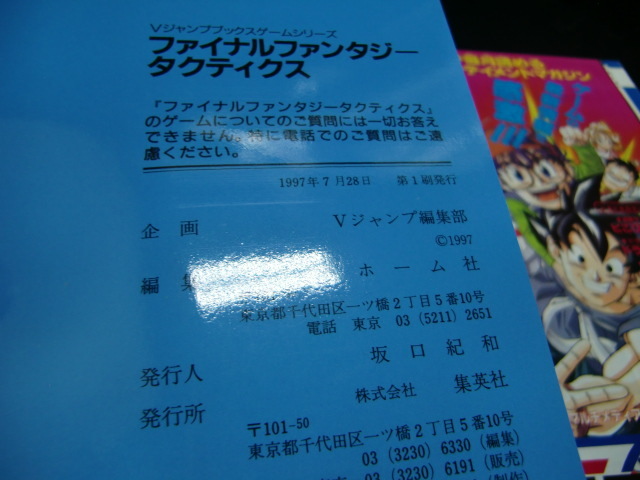 Vジャンプブックスゲームシリーズ
ファイナルファンタジー
タクティクス
『ファイナルファンタジータクティクス』
のゲームについてのご質問には一切お答え
できません。特に電話でのご質問はご遠
慮ください。
1997年7月28日 第1刷発行
企画 Vジャンプ編集部
©1997
編集 ホーム社
東京都千代田区一ツ橋2丁目5番10号
電話 東京 03 (5211) 2651
発行人 坂口紀和
発行所 株式会社 集英社
〒101-50
東京都千代田区一ツ橋2丁目5番10号
03 (3230) 6330 (編集)
03 (3230) 6191 (販売)